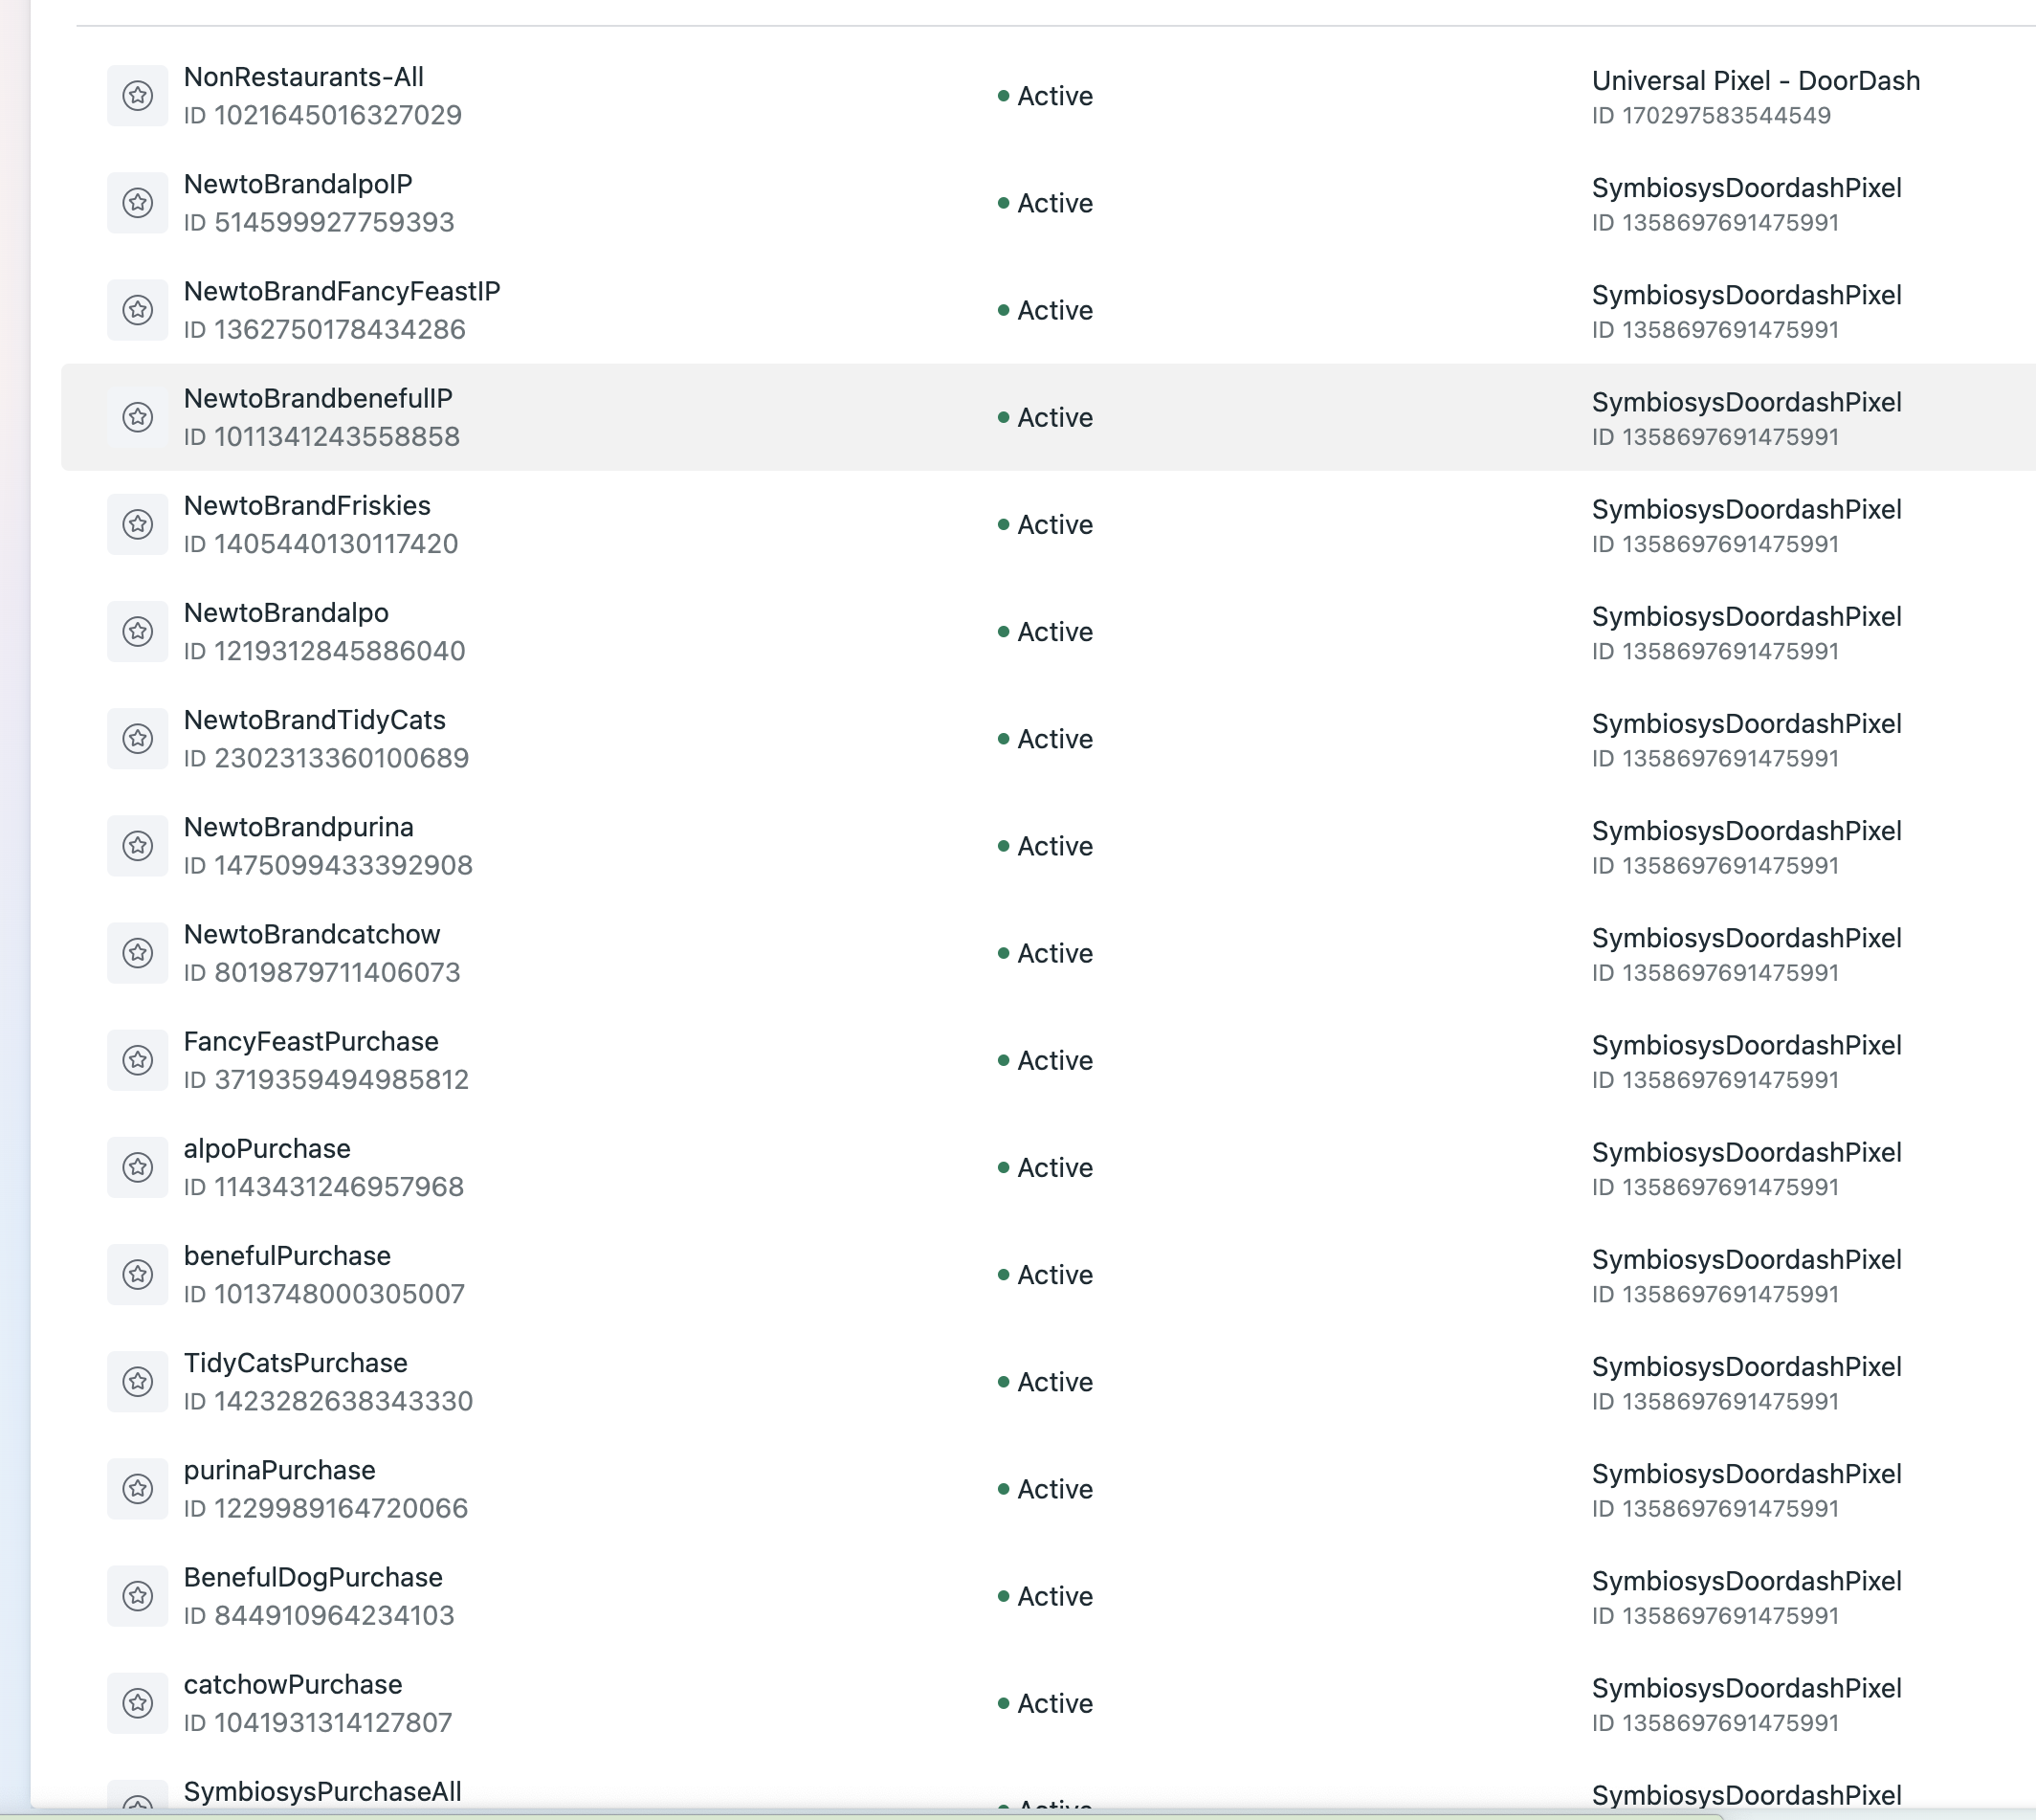 NonRestaurants-All
ID 1021645016327029
Active
Universal Pixel - DoorDash
ID 170297583544549
NewtoBrandalpoIP
ID 514599927759393
Active
SymbiosysDoordashPixel
ID 1358697691475991
NewtoBrandFancyFeastIP
ID 1362750178434286
Active
SymbiosysDoordashPixel
ID 1358697691475991
NewtoBrandbenefulIP
ID 1011341243558858
Active
SymbiosysDoordashPixel
ID 1358697691475991
NewtoBrandFriskies
ID 1405440130117420
Active
SymbiosysDoordashPixel
ID 1358697691475991
NewtoBrandalpo
ID 1219312845886040
Active
SymbiosysDoordashPixel
ID 1358697691475991
NewtoBrandTidyCats
ID 2302313360100689
Active
SymbiosysDoordashPixel
ID 1358697691475991
NewtoBrandpurina
ID 1475099433392908
Active
SymbiosysDoordashPixel
ID 1358697691475991
NewtoBrandcatchow
ID 8019879711406073
Active
SymbiosysDoordashPixel
ID 1358697691475991
FancyFeastPurchase
ID 3719359494985812
Active
SymbiosysDoordashPixel
ID 1358697691475991
alpoPurchase
ID 1143431246957968
Active
SymbiosysDoordashPixel
ID 1358697691475991
benefulPurchase
ID 1013748000305007
Active
SymbiosysDoordashPixel
ID 1358697691475991
TidyCatsPurchase
ID 1423282638343330
Active
SymbiosysDoordashPixel
ID 1358697691475991
purinaPurchase
ID 1229989164720066
Active
SymbiosysDoordashPixel
ID 1358697691475991
BenefulDogPurchase
ID 844910964234103
Active
SymbiosysDoordashPixel
ID 1358697691475991
catchowPurchase
ID 1041931314127807
Active
SymbiosysDoordashPixel
ID 1358697691475991
SymbiosysPurchaseAll
Active
SymbiosysDoordashPixel